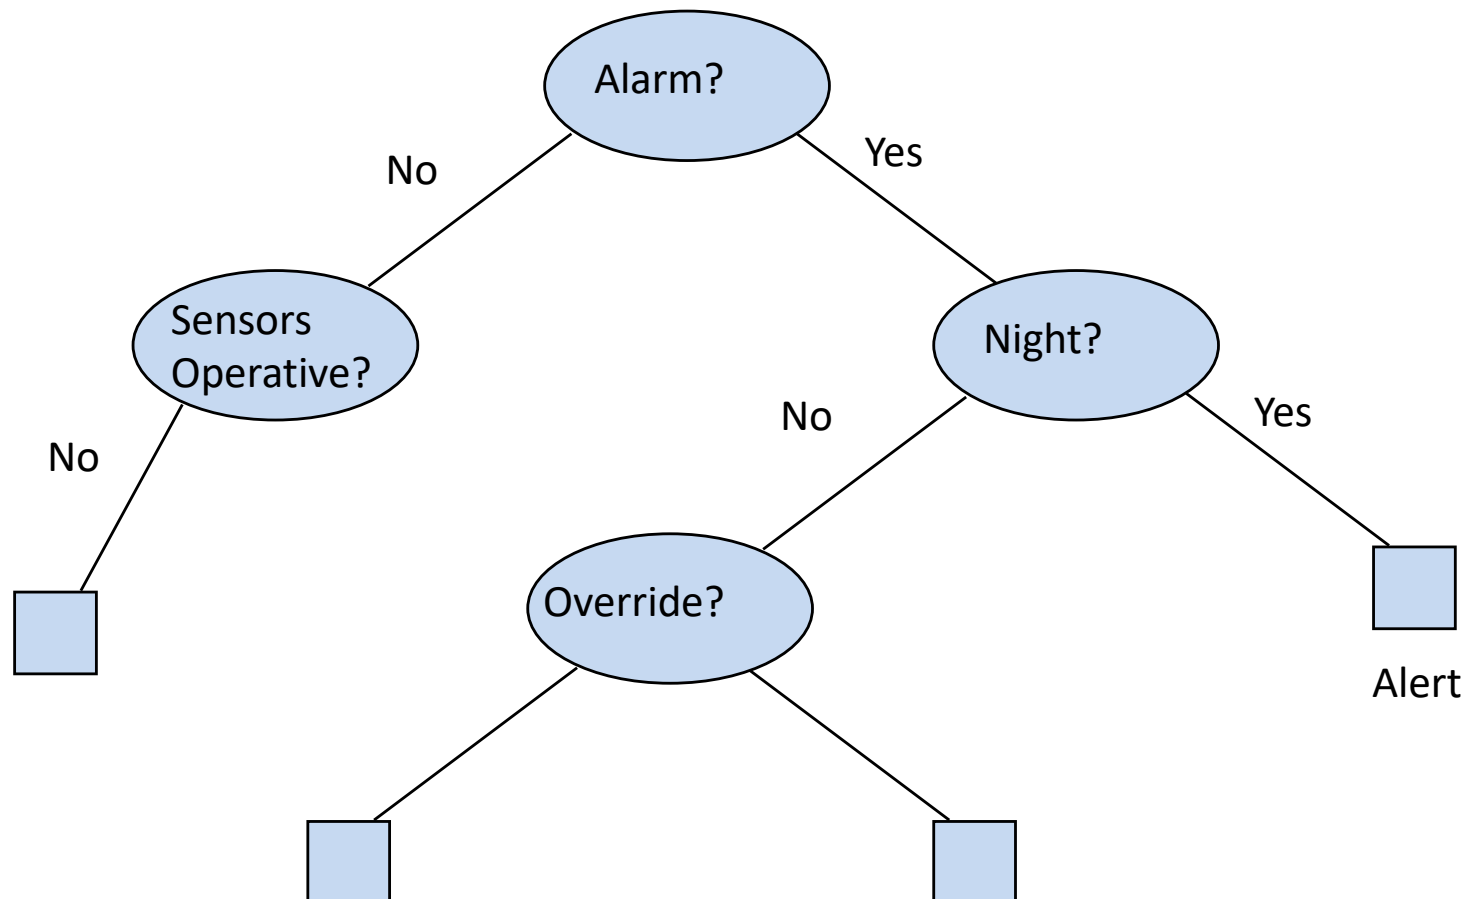 Alarm?
No
Yes
Sensors
Operative?
Night?
No
Yes
No
Override?
Alert